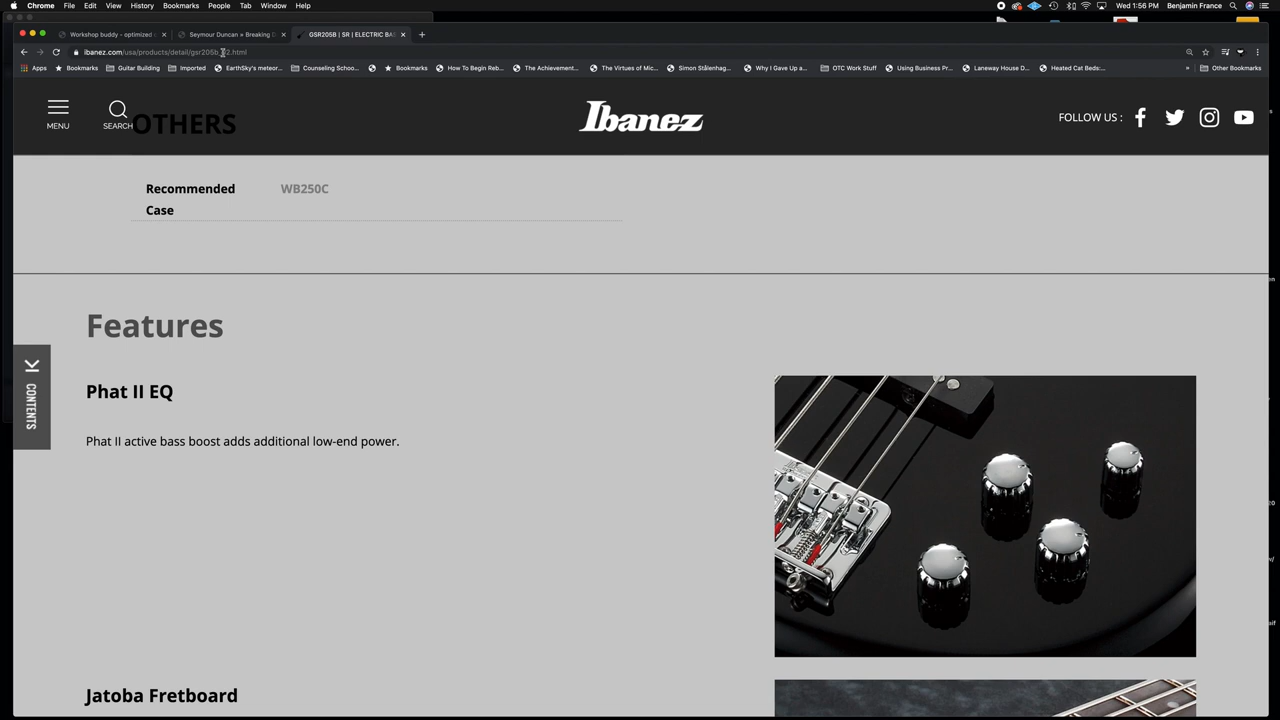 Chrome File Edit View History Bookmarks People Tab Window Help
Wed 1:56 PM Benjamin France
Workshop buddy - optimized
Seymour Duncan » Breaking D
GSR205B | SR | ELECTRIC BA
ibanez.com/usa/products/detail/gsr205b_02.html
Apps Bookmarks Guitar Building Imported EarthSky's meteor... Counseling Schoo... Bookmarks How To Begin Reb... The Achievement... The Virtues of Mic... Simon Stålenhag... Why I Gave Up a... OTC Work Stuff Using Business Pr... Laneway House D... Heated Cat Beds:... » Other Bookmarks
MENU
SEARCH
OTHERS
Ibanez
FOLLOW US :
Recommended Case
WB250C
Features
CONTENTS
Phat II EQ
Phat II active bass boost adds additional low-end power.
Jatoba Fretboard